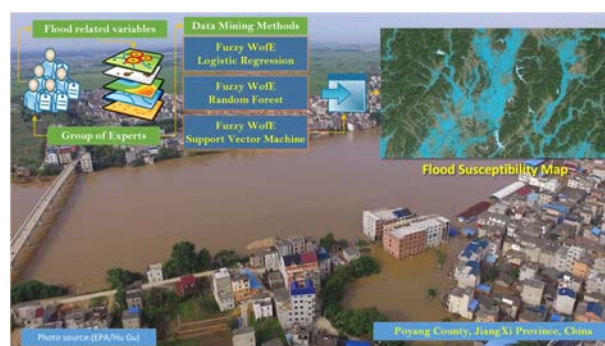 Flood related variables
Group of Experts
Data Mining Methods
Fuzzy WofE
Logistic Regression
Fuzzy WofE
Random Forest
Fuzzy WofE
Support Vector Machine
Flood Susceptibility Map
Photo source:(EPA/Hu Gu)
Poyang County, JiangXi Province, China